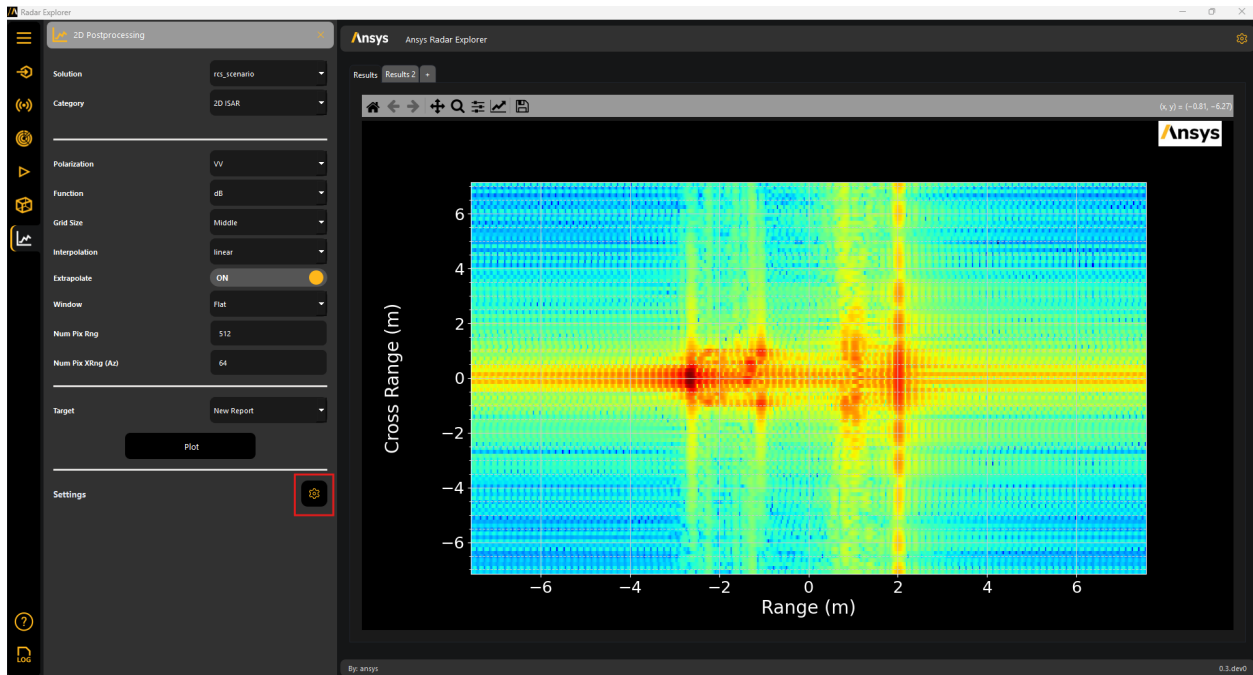 Radar Explorer
2D Postprocessing
Solution
rcs_scenario
Category
2D ISAR
Polarization
VV
Function
dB
Grid Size
Middle
Interpolation
linear
Extrapolate
ON
Window
Flat
Num Pix Rng
512
Num Pix XRng (Az)
64
Target
New Report
Plot
Settings
LOG
Ansys
Ansys Radar Explorer
Results
Results 2
+
(x, y) = (−0.81, −6.27)
Ansys
Cross Range (m)
6
4
2
0
−2
−4
−6
−6
−4
−2
0
2
4
6
Range (m)
By: ansys
0.3.dev0